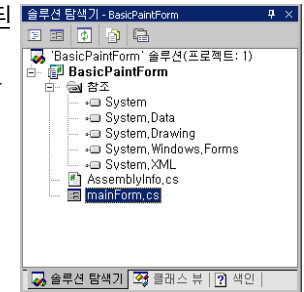 솔루션 탐색기 - BasicPaintForm
'BasicPaintForm' 솔루션(프로젝트: 1)
BasicPaintForm
참조
System
System.Data
System.Drawing
System.Windows.Forms
System.XML
AssemblyInfo.cs
mainForm.cs
솔루션 탐색기 클래스 뷰 색인